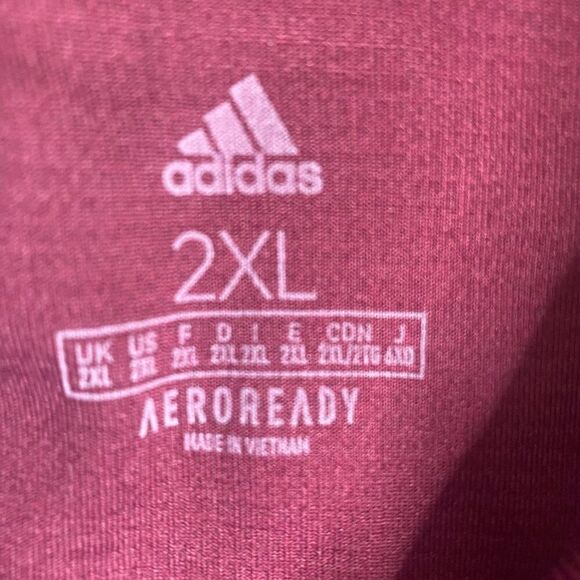 adidas
2XL
UK US F D I E CDN J
2XL 2XL 2XL 2XL 2XL 2XL 2XL/2TG 4XO
AEROREADY
MADE IN VIETNAM